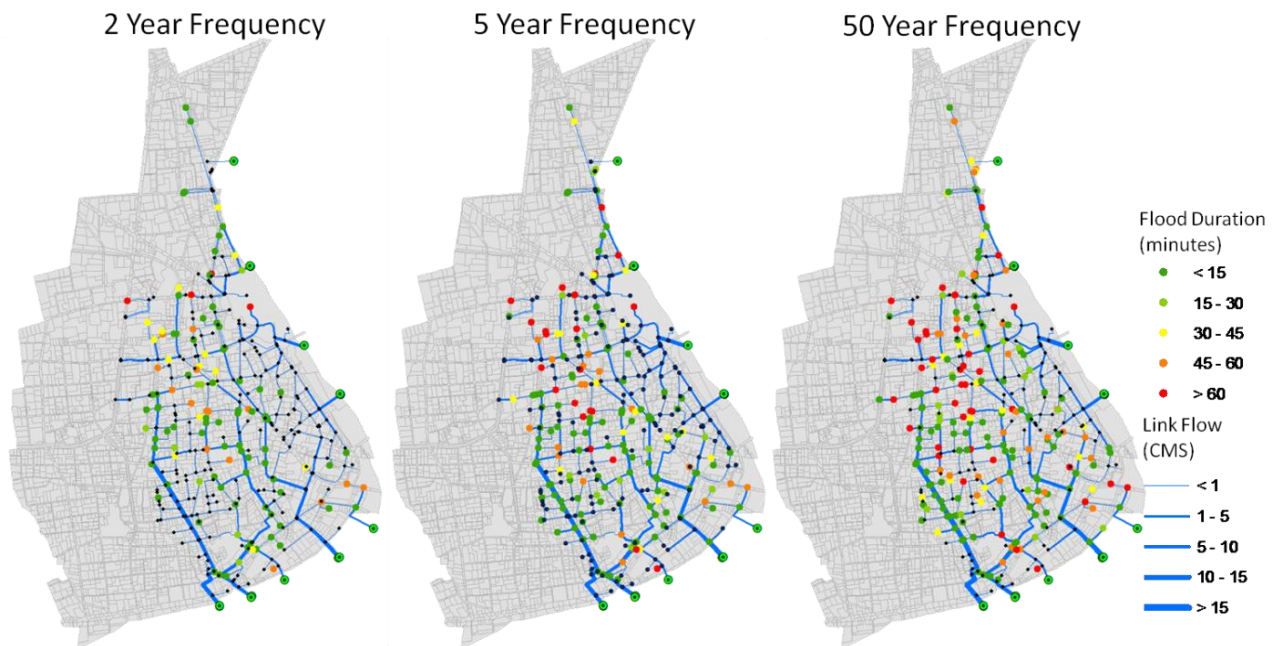 2 Year Frequency
5 Year Frequency
50 Year Frequency
Flood Duration
(minutes)
< 15
15 - 30
30 - 45
45 - 60
> 60
Link Flow
(CMS)
< 1
1 - 5
5 - 10
10 - 15
> 15